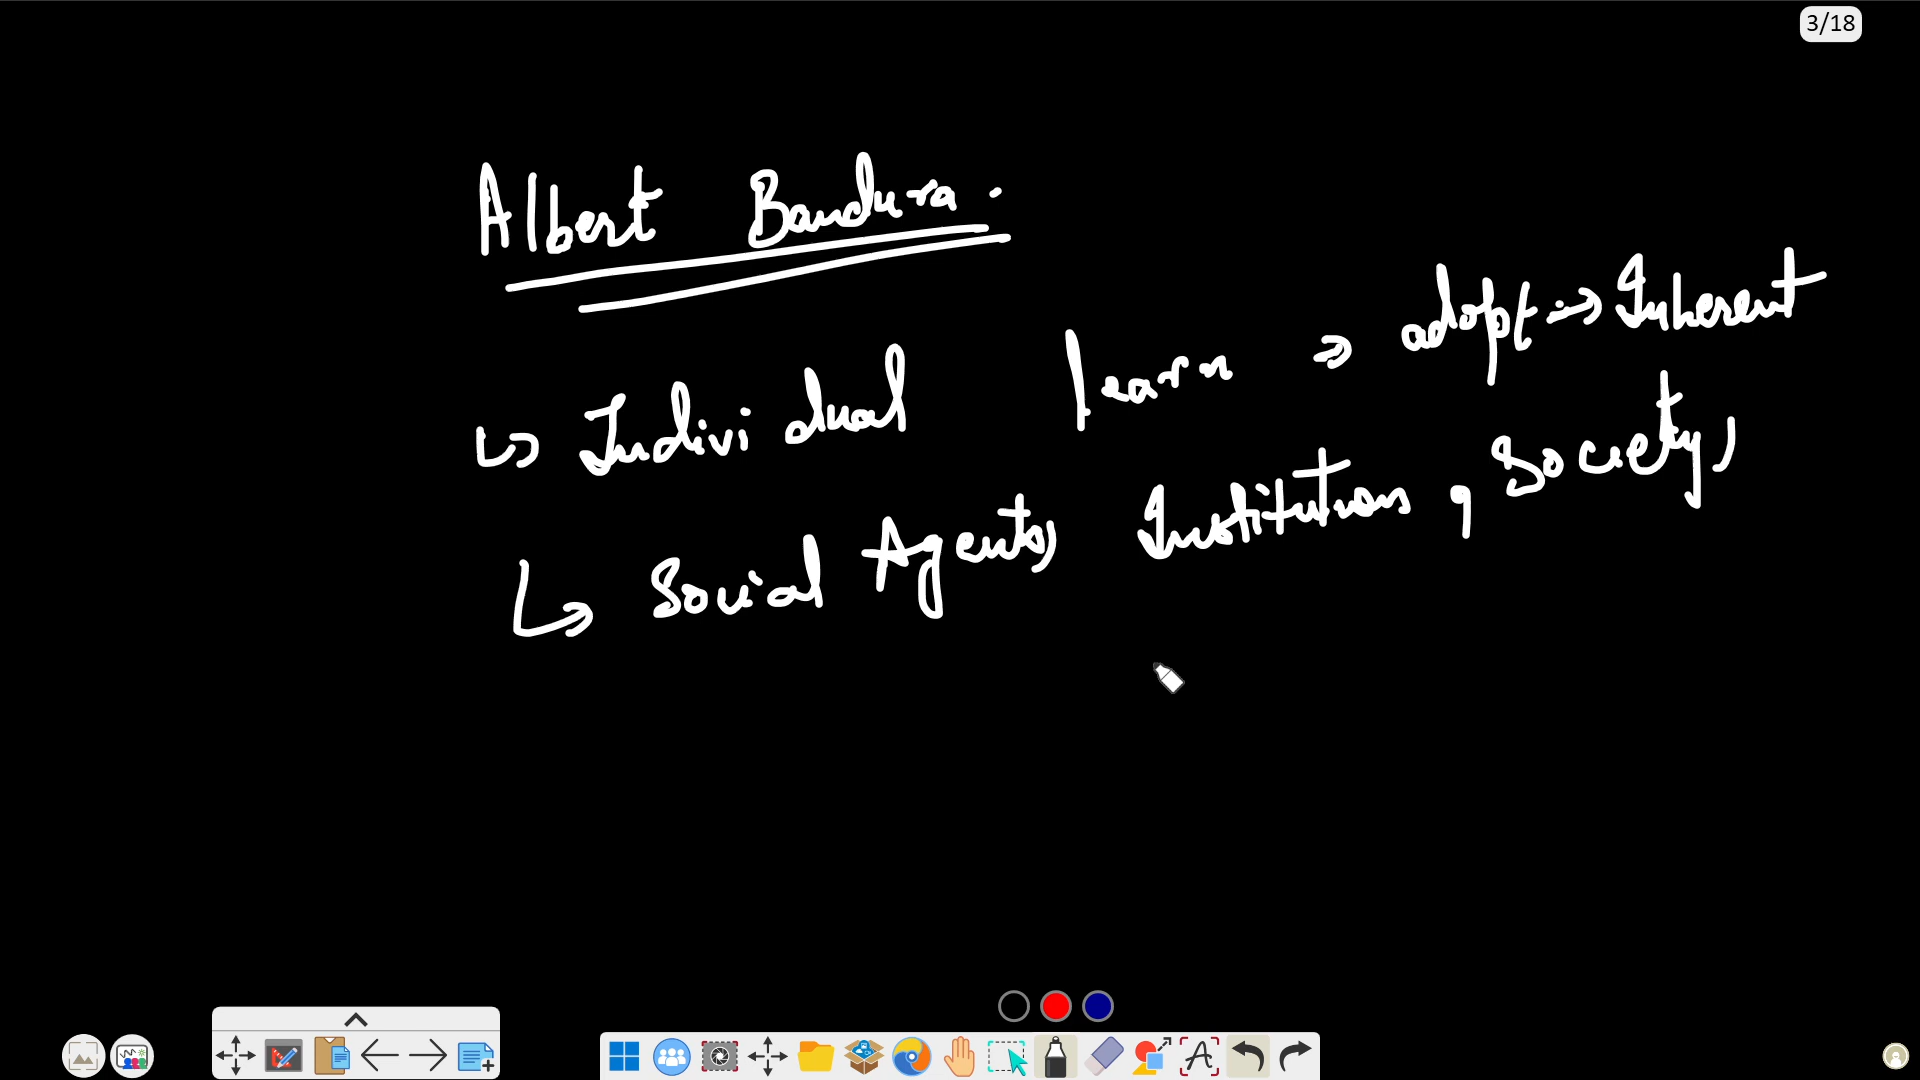 3/18
Albert Bandura.
↳ Individual learn → adopt → Inherent
↳ Social Agents, Institutions, Society,